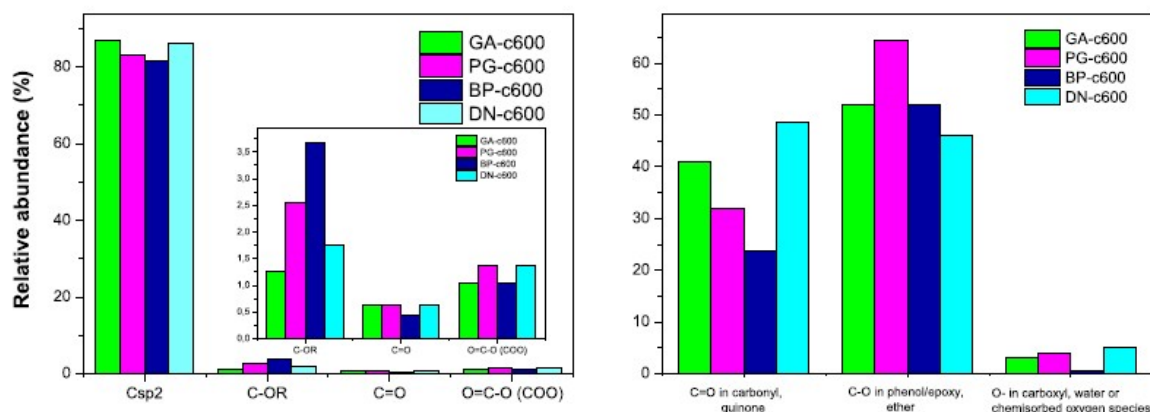 Relative abundance (%)
80
60
40
20
0
GA-c600
PG-c600
BP-c600
DN-c600
3,5
3,0
2,5
2,0
1,5
1,0
0,5
0,0
GA-c600
PG-c600
BP-c600
DN-c600
C-OR
C=O
O=C-O (COO)
Csp2
C-OR
C=O
O=C-O (COO)
60
50
40
30
20
10
0
GA-c600
PG-c600
BP-c600
DN-c600
C=O in carbonyl,
quinone
C-O in phenol/epoxy,
ether
O- in carboxyl, water or
chemisorbed oxygen species